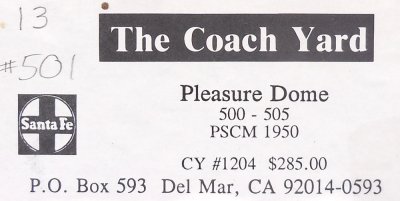 13
#501
The Coach Yard
Santa Fe
Pleasure Dome
500 - 505
PSCM 1950
CY #1204 $285.00
P.O. Box 593 Del Mar, CA 92014-0593